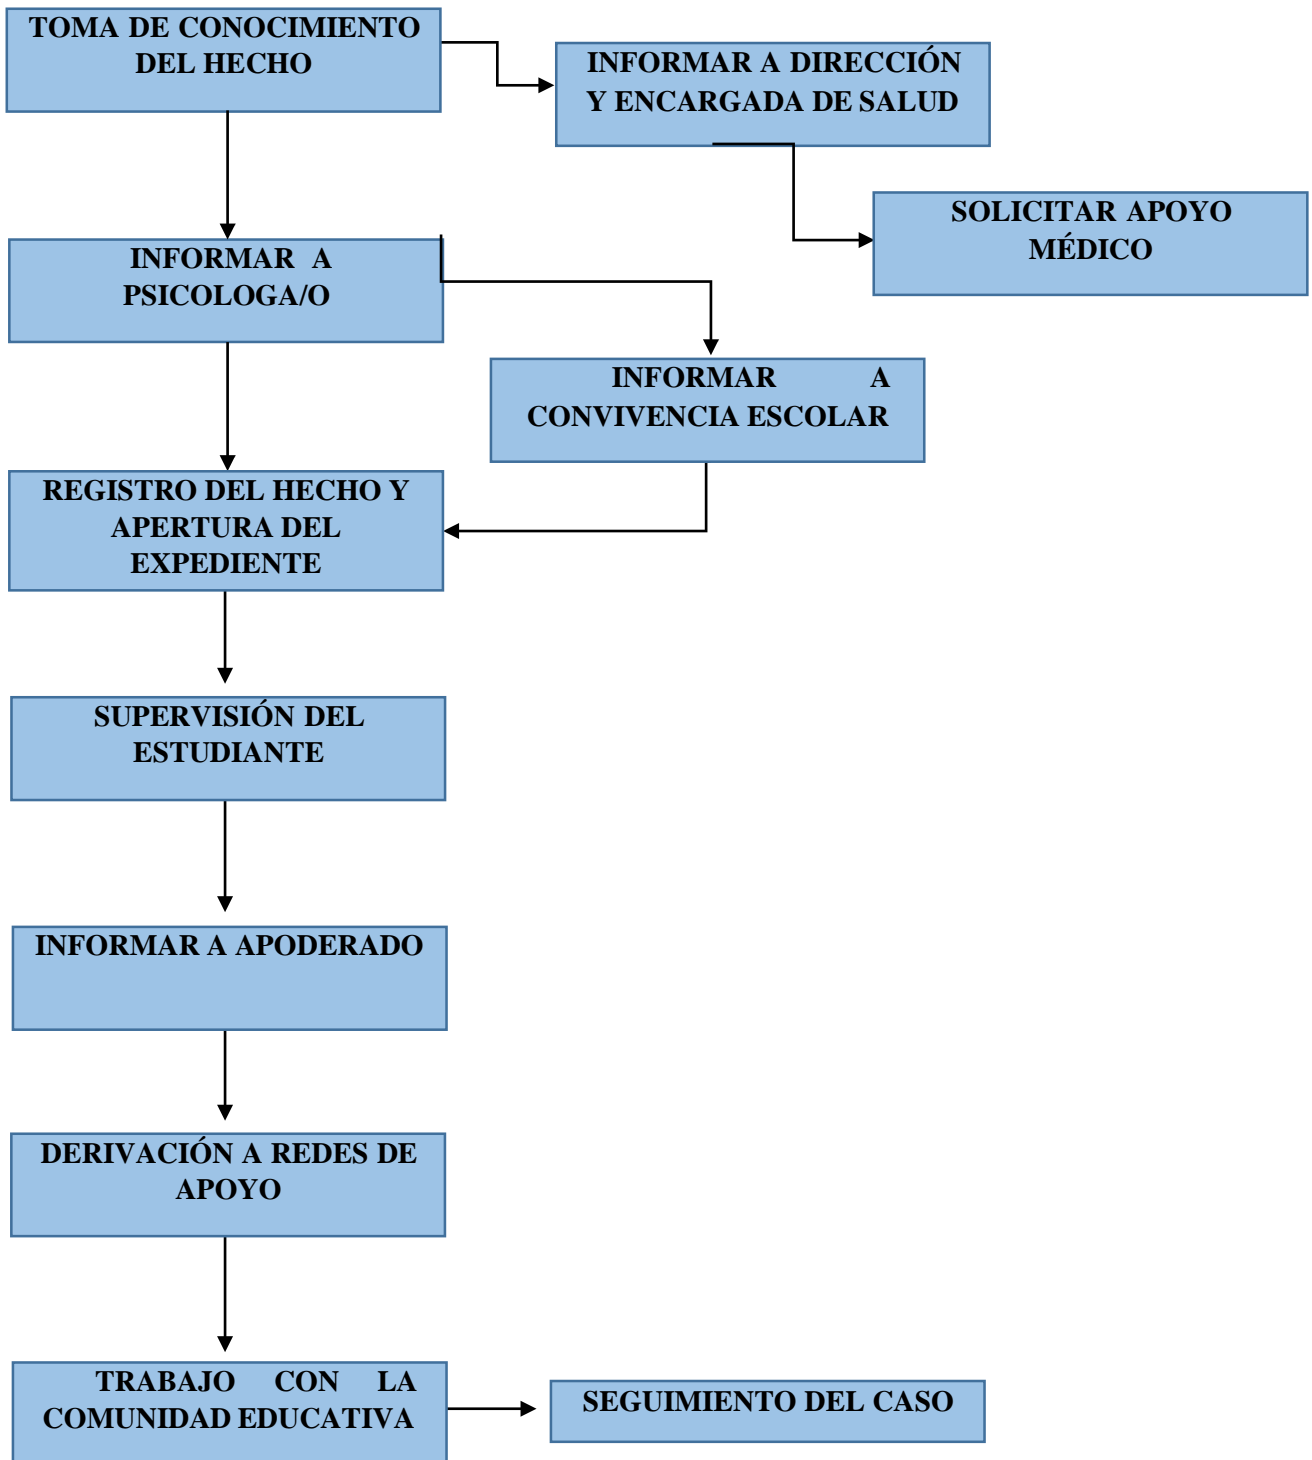 TOMA DE CONOCIMIENTO
DEL HECHO
INFORMAR A DIRECCIÓN
Y ENCARGADA DE SALUD
SOLICITAR APOYO
MÉDICO
INFORMAR A
PSICOLOGA/O
INFORMAR A
CONVIVENCIA ESCOLAR
REGISTRO DEL HECHO Y
APERTURA DEL
EXPEDIENTE
SUPERVISIÓN DEL
ESTUDIANTE
INFORMAR A APODERADO
DERIVACIÓN A REDES DE
APOYO
TRABAJO CON LA
COMUNIDAD EDUCATIVA
SEGUIMIENTO DEL CASO